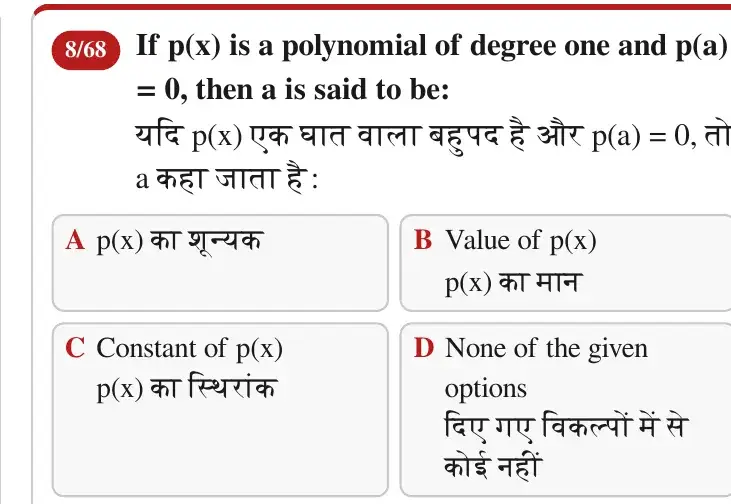 8/68 If p(x) is a polynomial of degree one and p(a)
= 0, then a is said to be:
यदि p(x) एक घात वाला बहुपद है और p(a) = 0, तो
a कहा जाता है :
A p(x) का शून्यक
B Value of p(x)
p(x) का मान
C Constant of p(x)
p(x) का स्थिरांक
D None of the given
options
दिए गए विकल्पों में से
कोई नहीं